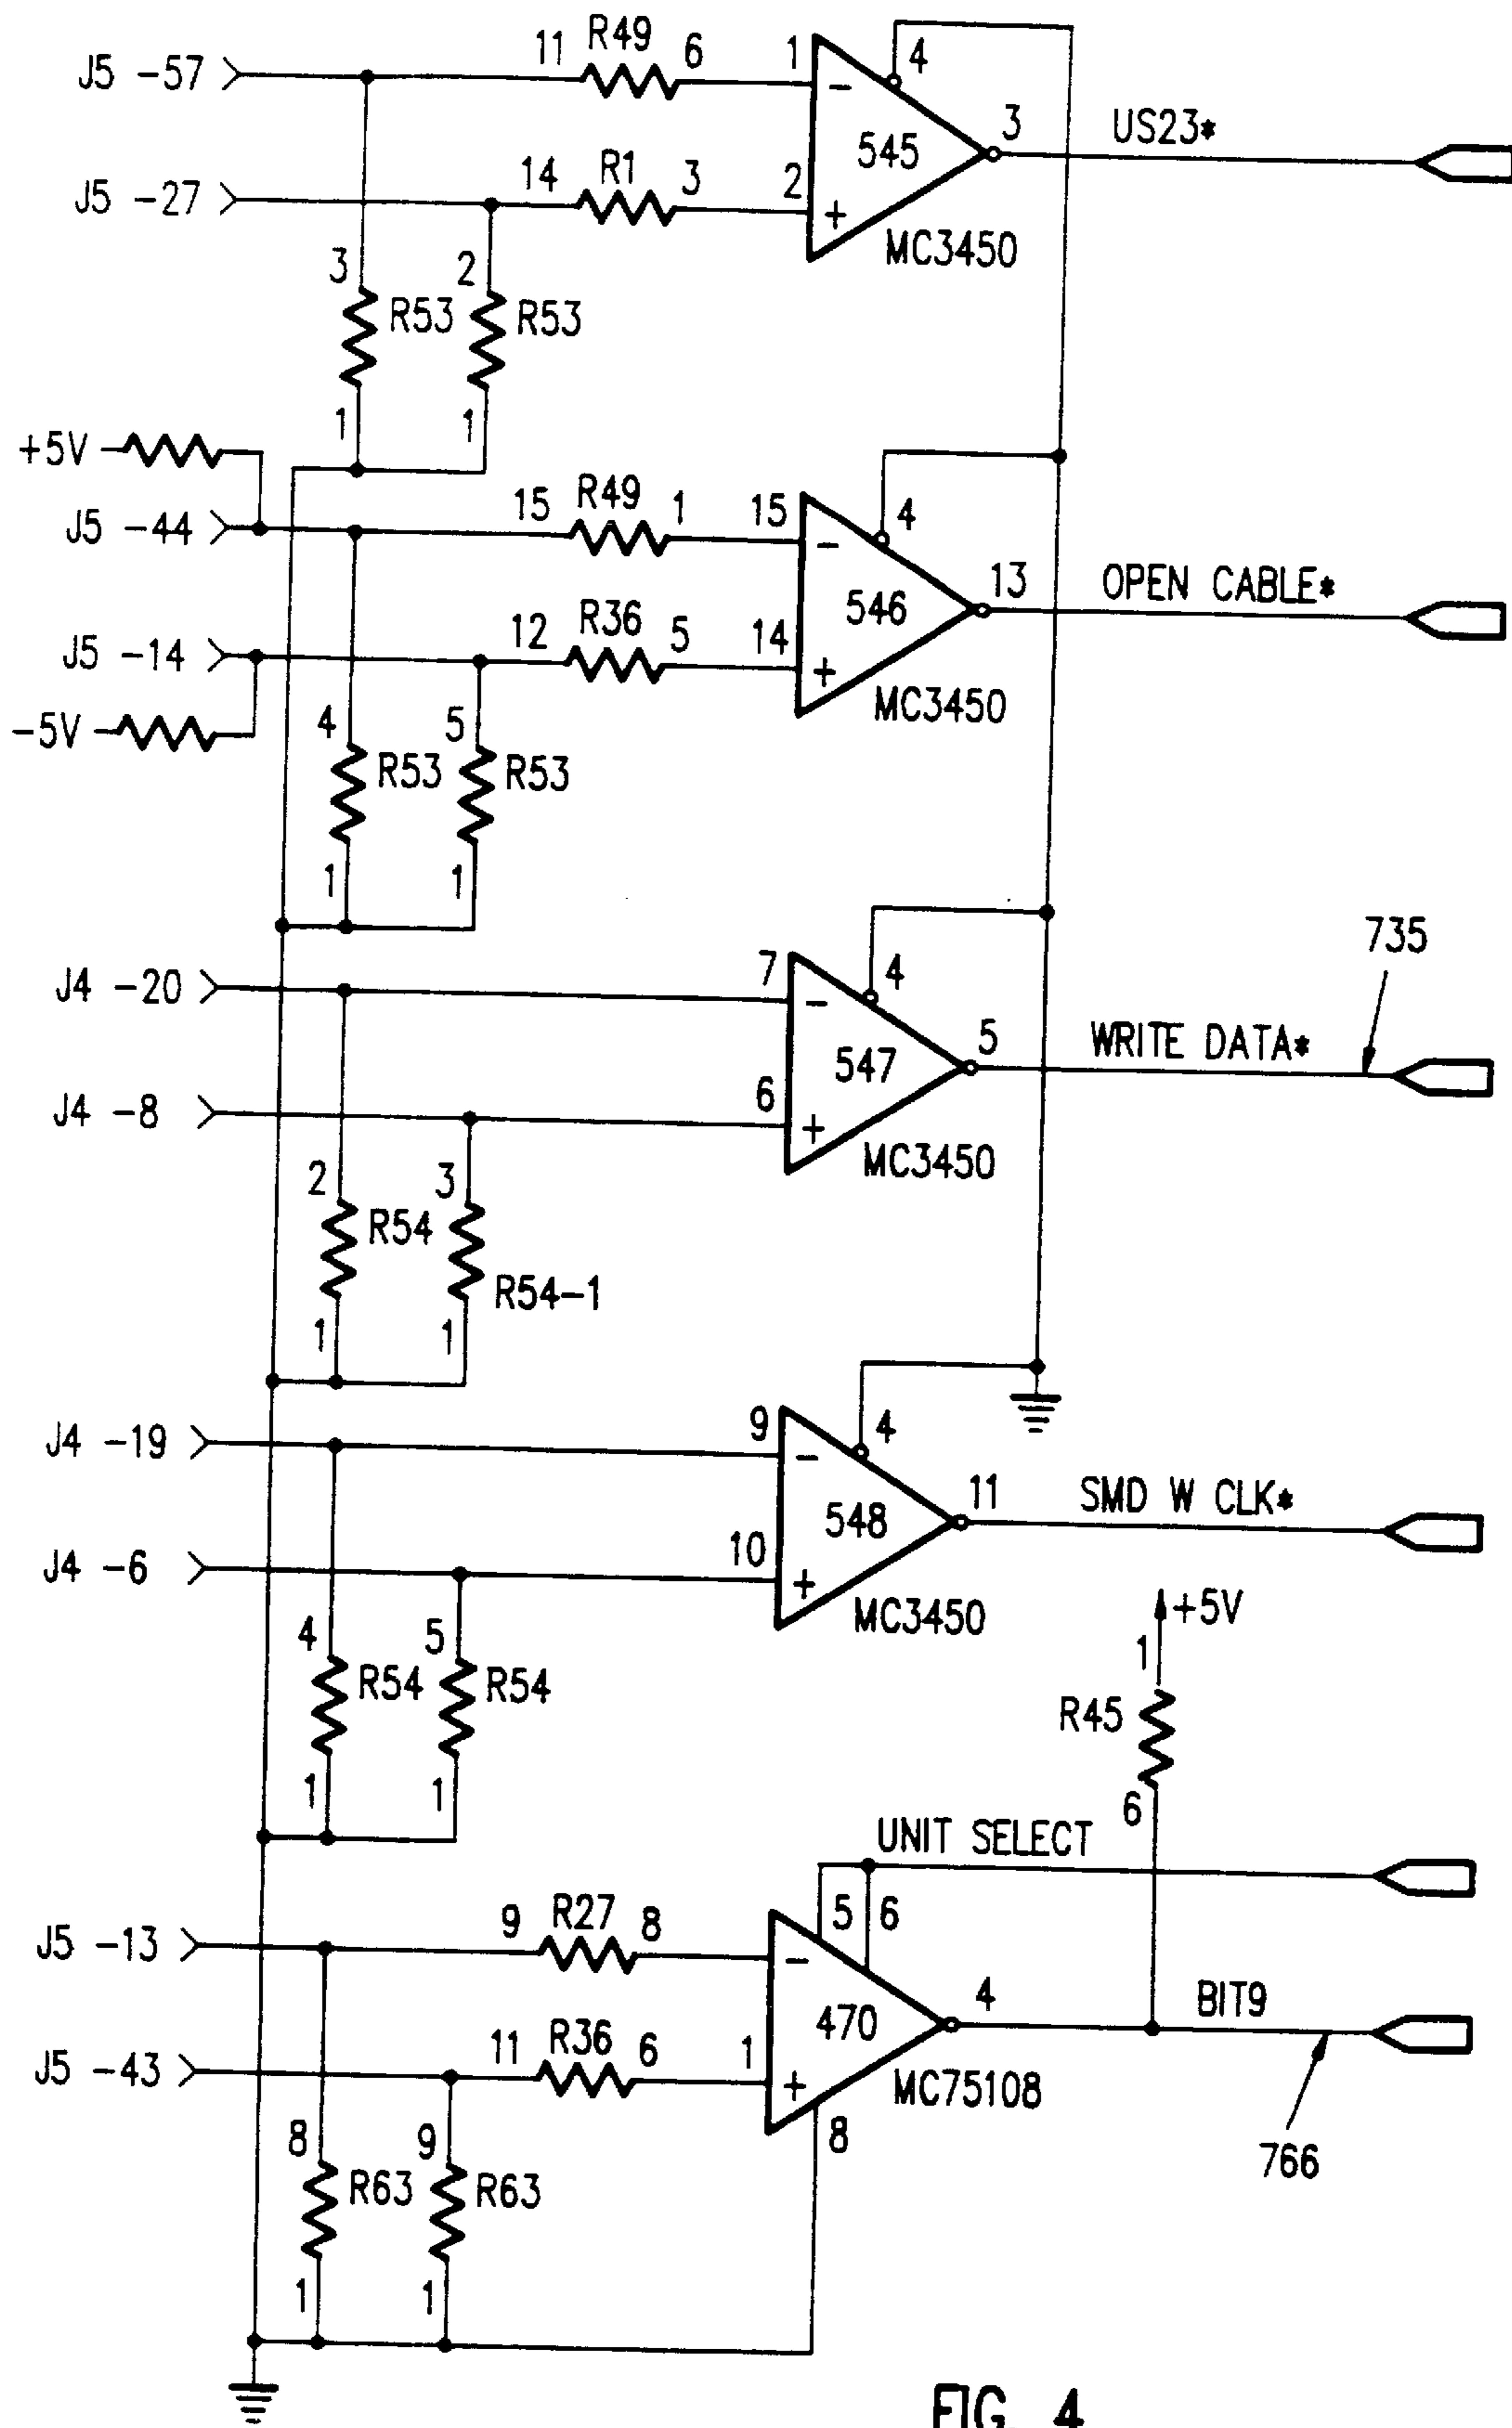 J5 -57
11 R49 6
1
-
4
545
3
US23*
J5 -27
14 R1 3
2
+
MC3450
3
R53
2
R53
1
1
+5V
J5 -44
15 R49 1
15
-
4
546
13
OPEN CABLE*
J5 -14
12 R36 5
14
+
MC3450
-5V
4
R53
5
R53
1
1
J4 -20
7
-
4
547
5
WRITE DATA*
735
J4 -8
6
+
MC3450
2
R54
3
R54-1
1
1
J4 -19
9
-
4
548
11
SMD W CLK*
J4 -6
10
+
MC3450
4
R54
5
R54
1
1
+5V
1
R45
6
UNIT SELECT
J5 -13
9 R27 8
-
5
6
470
4
BIT9
J5 -43
11 R36 6
1
+
MC75108
8
766
8
R63
9
R63
1
1
FIG. 4